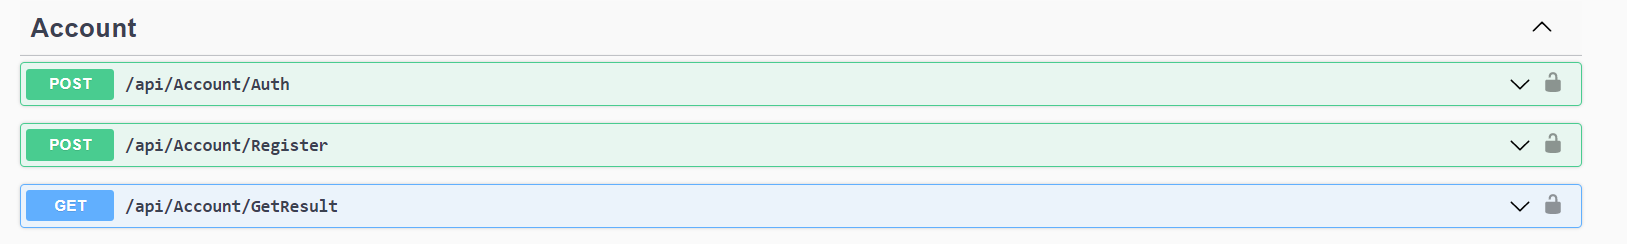 Account
POST /api/Account/Auth
POST /api/Account/Register
GET /api/Account/GetResult